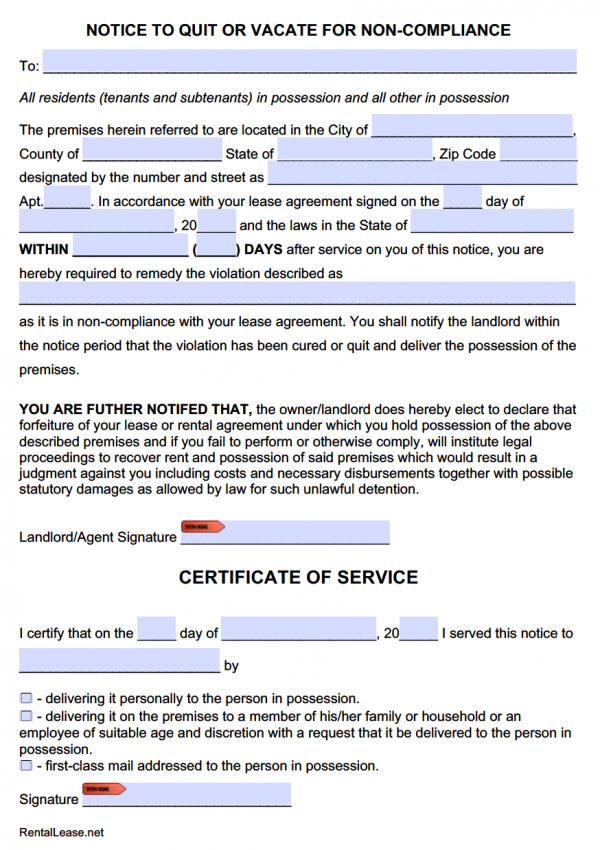 NOTICE TO QUIT OR VACATE FOR NON-COMPLIANCE
To:
All residents (tenants and subtenants) in possession and all other in possession
The premises herein referred to are located in the City of ________________________,
County of _________________ State of ___________________, Zip Code _________
designated by the number and street as _____________________________________
Apt.______. In accordance with your lease agreement signed on the _____ day of
___________________, 20_____ and the laws in the State of ____________________
WITHIN ______________ (_____) DAYS after service on you of this notice, you are
hereby required to remedy the violation described as
____________________________________________________________________
as it is in non-compliance with your lease agreement. You shall notify the landlord within
the notice period that the violation has been cured or quit and deliver the possession of the
premises.
YOU ARE FUTHER NOTIFED THAT, the owner/landlord does hereby elect to declare that
forfeiture of your lease or rental agreement under which you hold possession of the above
described premises and if you fail to perform or otherwise comply, will institute legal
proceedings to recover rent and possession of said premises which would result in a
judgment against you including costs and necessary disbursements together with possible
statutory damages as allowed by law for such unlawful detention.
Landlord/Agent Signature _________________________
CERTIFICATE OF SERVICE
I certify that on the _____ day of ___________________, 20_____ I served this notice to
_________________________ by
- delivering it personally to the person in possession.
- delivering it on the premises to a member of his/her family or household or an
employee of suitable age and discretion with a request that it be delivered to the person in
possession.
- first-class mail addressed to the person in possession.
Signature _________________________
RentalLease.net